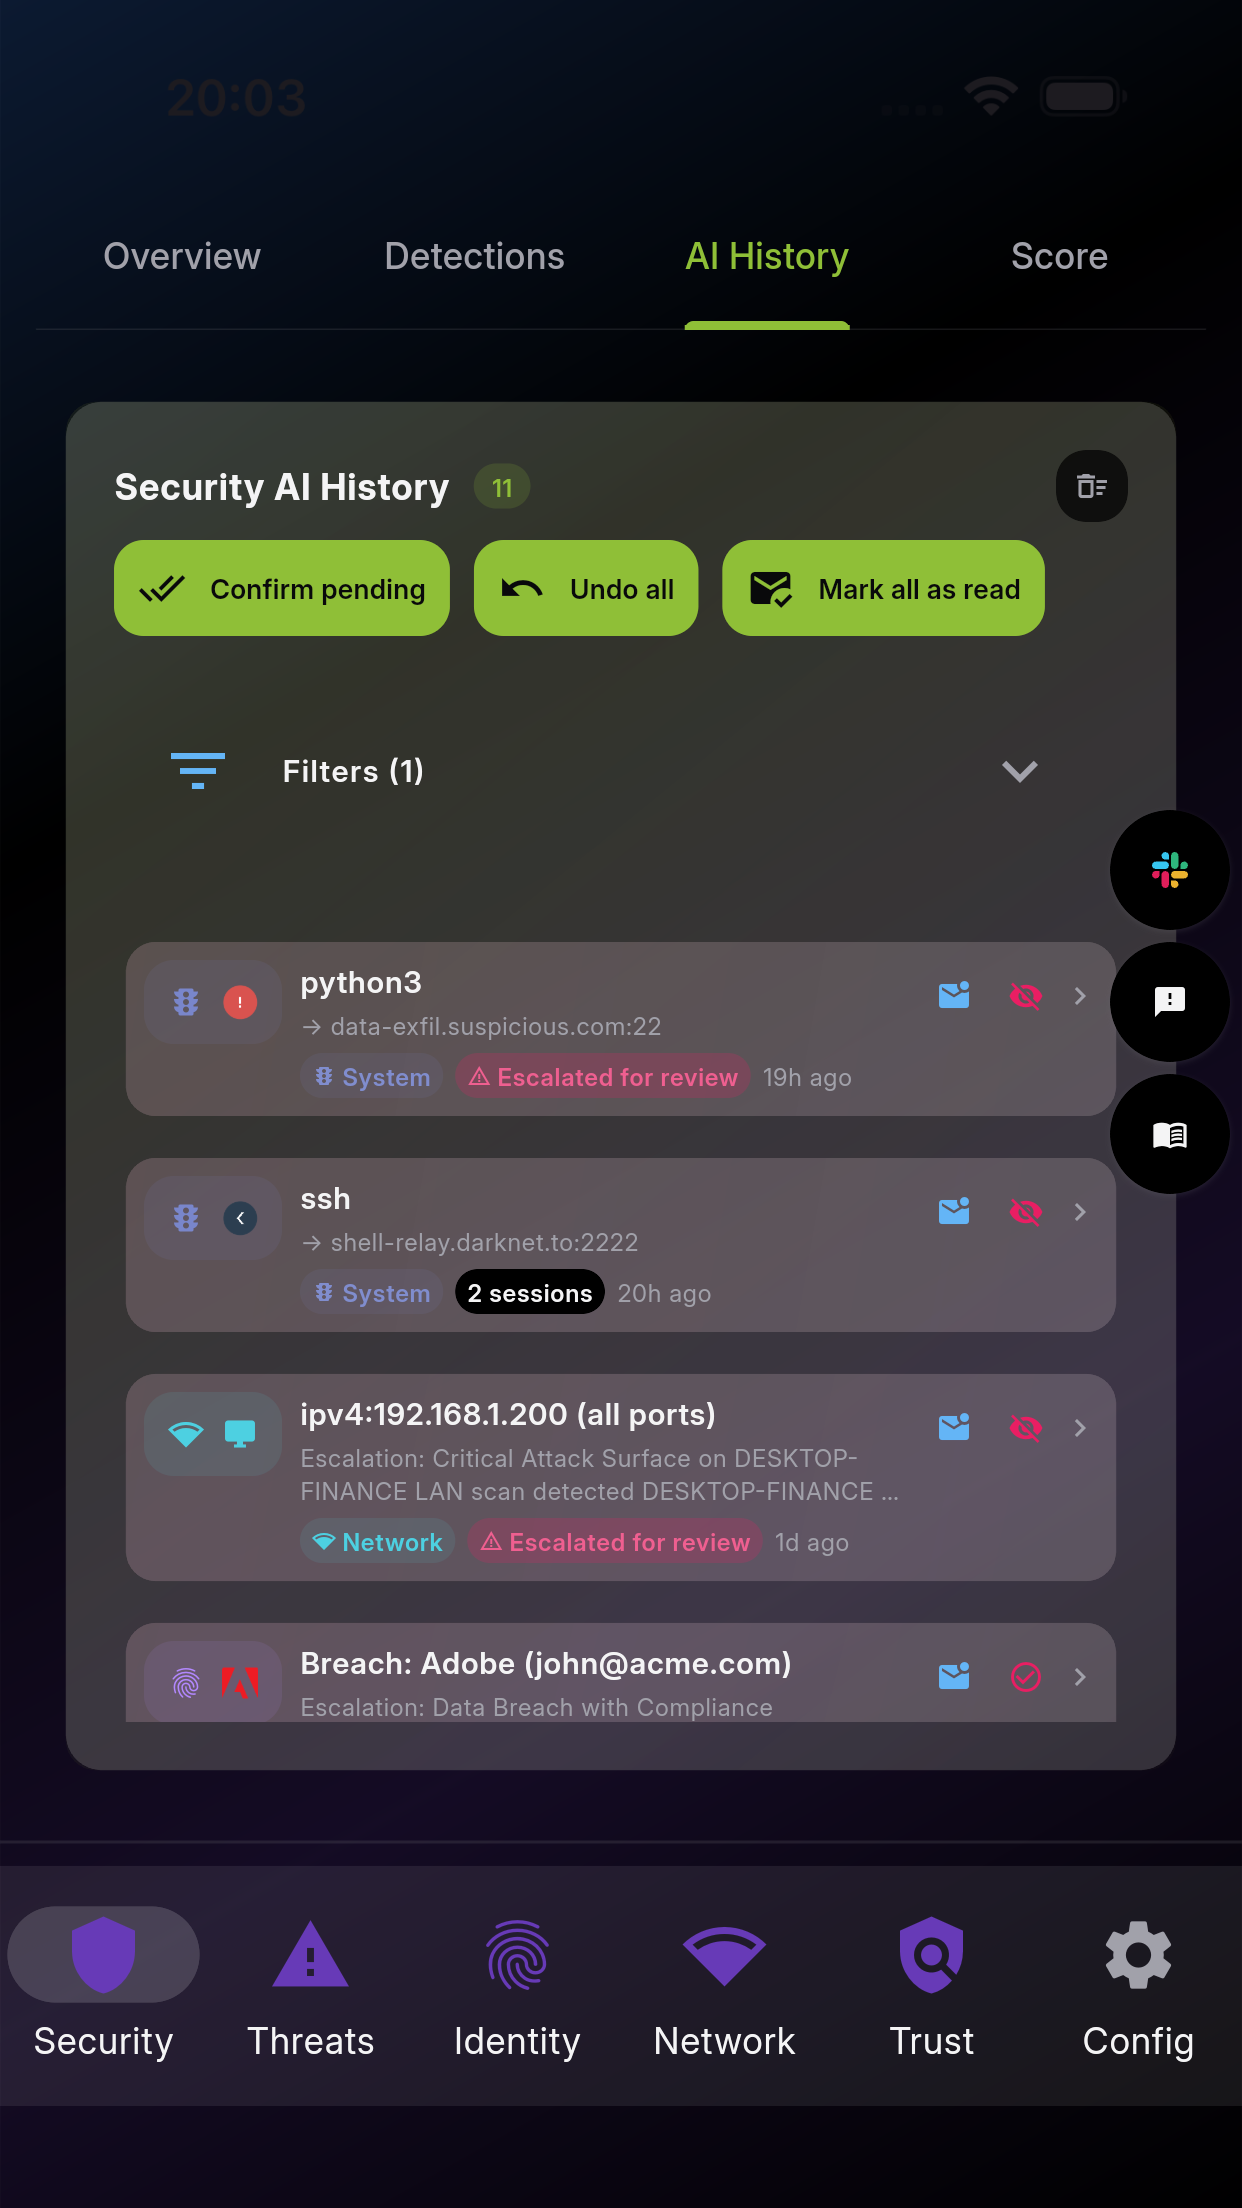 20:03
Overview
Detections
AI History
Score
Security AI History
11
Confirm pending
Undo all
Mark all as read
Filters (1)
python3
→ data-exfil.suspicious.com:22
System
Escalated for review
19h ago
ssh
→ shell-relay.darknet.to:2222
System
2 sessions
20h ago
ipv4:192.168.1.200 (all ports)
Escalation: Critical Attack Surface on DESKTOP-
FINANCE LAN scan detected DESKTOP-FINANCE ...
Network
Escalated for review
1d ago
Breach: Adobe (john@acme.com)
Escalation: Data Breach with Compliance
Security
Threats
Identity
Network
Trust
Config